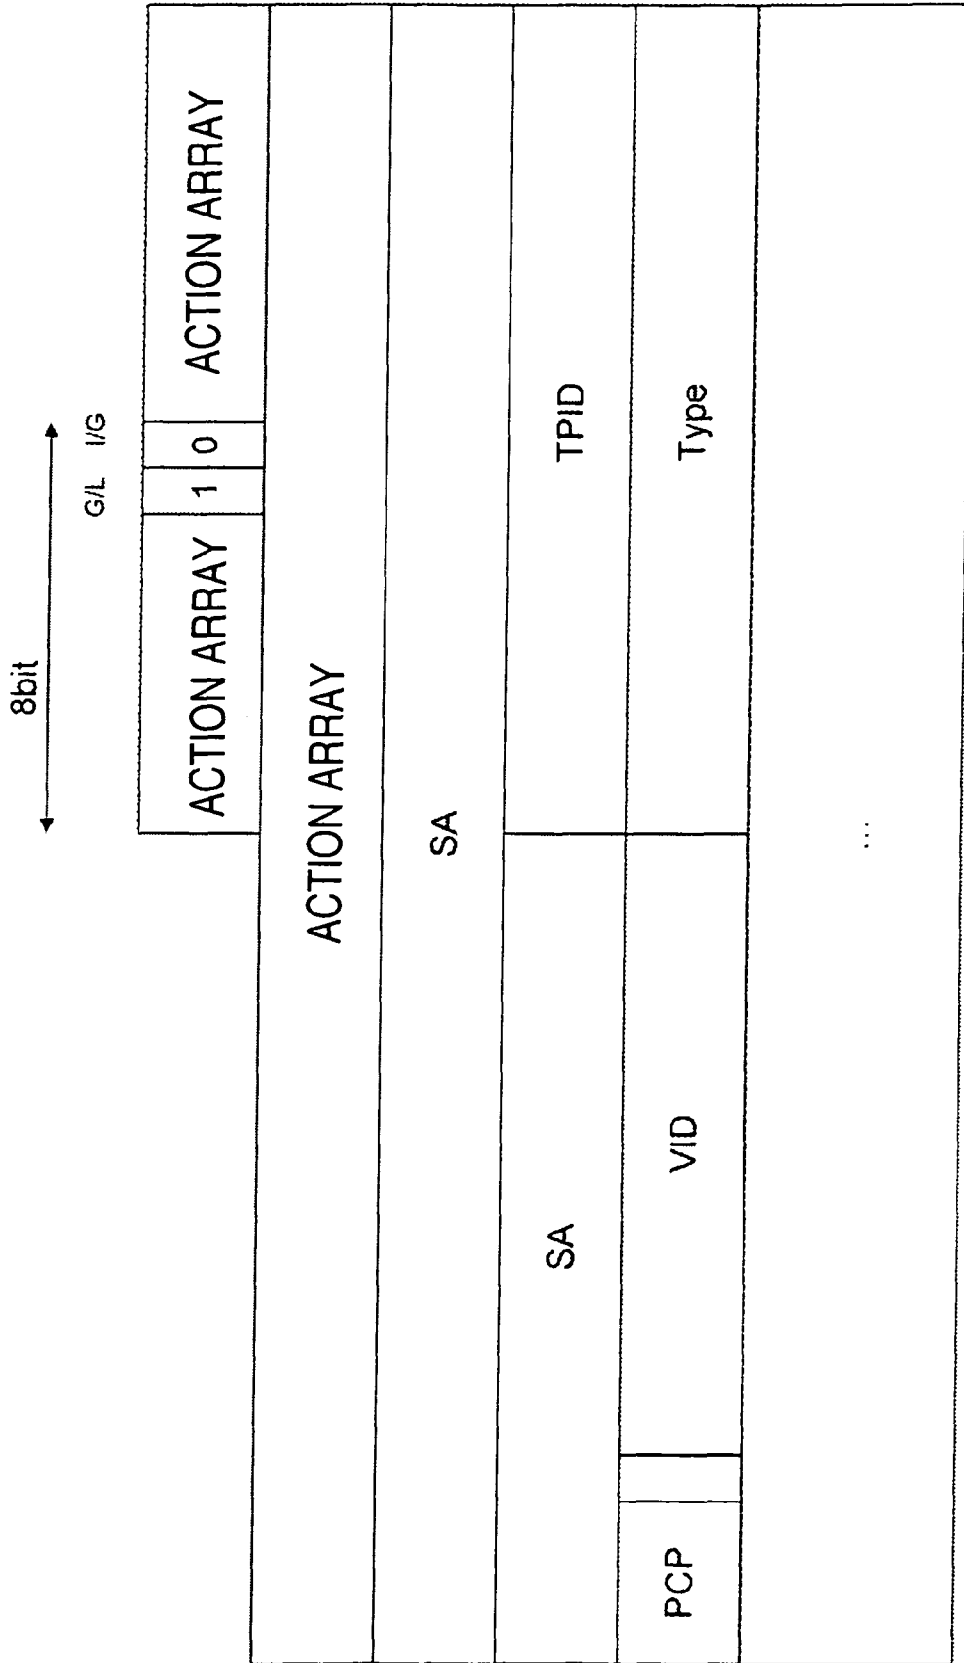 8bit
G/L I/G
ACTION ARRAY 1 0 ACTION ARRAY
ACTION ARRAY
SA
SA TPID
PCP VID Type
...